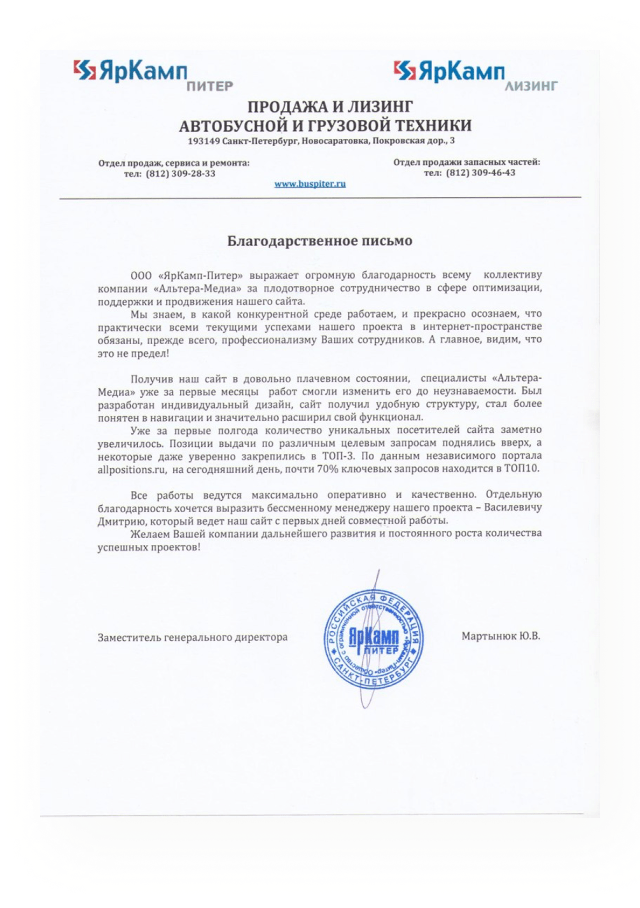 ЯрКамп ПИТЕР
ЯрКамп ЛИЗИНГ
ПРОДАЖА И ЛИЗИНГ
АВТОБУСНОЙ И ГРУЗОВОЙ ТЕХНИКИ
193149 Санкт-Петербург, Новосаратовка, Покровская дор., 3
Отдел продаж, сервиса и ремонта:
тел: (812) 309-28-33
Отдел продажи запасных частей:
тел: (812) 309-46-43
www.buspiter.ru
Благодарственное письмо
ООО «ЯрКамп-Питер» выражает огромную благодарность всему коллективу
компании «Альтера-Медиа» за плодотворное сотрудничество в сфере оптимизации,
поддержки и продвижения нашего сайта.
Мы знаем, в какой конкурентной среде работаем, и прекрасно осознаем, что
практически всеми текущими успехами нашего проекта в интернет-пространстве
обязаны, прежде всего, профессионализму Ваших сотрудников. А главное, видим, что
это не предел!
Получив наш сайт в довольно плачевном состоянии, специалисты «Альтера-
Медиа» уже за первые месяцы работ смогли изменить его до неузнаваемости. Был
разработан индивидуальный дизайн, сайт получил удобную структуру, стал более
понятен в навигации и значительно расширил свой функционал.
Уже за первые полгода количество уникальных посетителей сайта заметно
увеличилось. Позиции выдачи по различным целевым запросам поднялись вверх, а
некоторые даже уверенно закрепились в ТОП-3. По данным независимого портала
allpositions.ru, на сегодняшний день, почти 70% ключевых запросов находится в ТОП10.
Все работы ведутся максимально оперативно и качественно. Отдельную
благодарность хочется выразить бессменному менеджеру нашего проекта – Василевичу
Дмитрию, который ведет наш сайт с первых дней совместной работы.
Желаем Вашей компании дальнейшего развития и постоянного роста количества
успешных проектов!
Заместитель генерального директора
РОССИЙСКАЯ ФЕДЕРАЦИЯ
САНКТ-ПЕТЕРБУРГ
Общество с ограниченной ответственностью «ЯрКамп-Питер»
ЯрКамп
ПИТЕР
Мартынюк Ю.В.